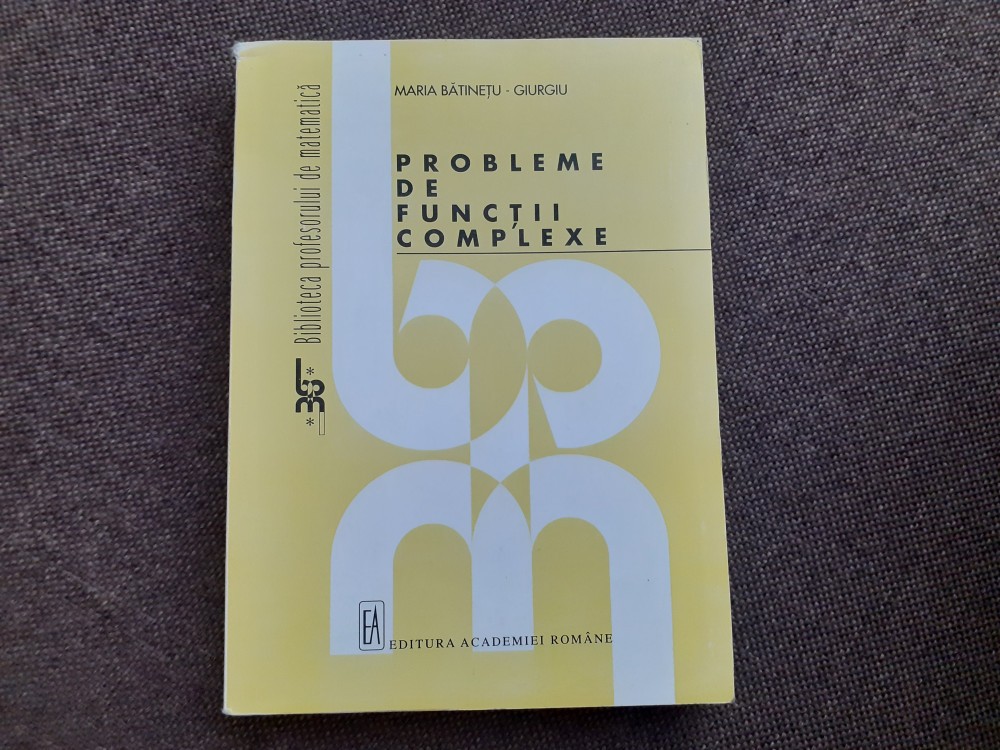 MARIA BĂTINEȚU - GIURGIU
PROBLEME
DE
FUNCȚII
COMPLEXE
Biblioteca profesorului de matematică
EA
EDITURA ACADEMIEI ROMÂNE